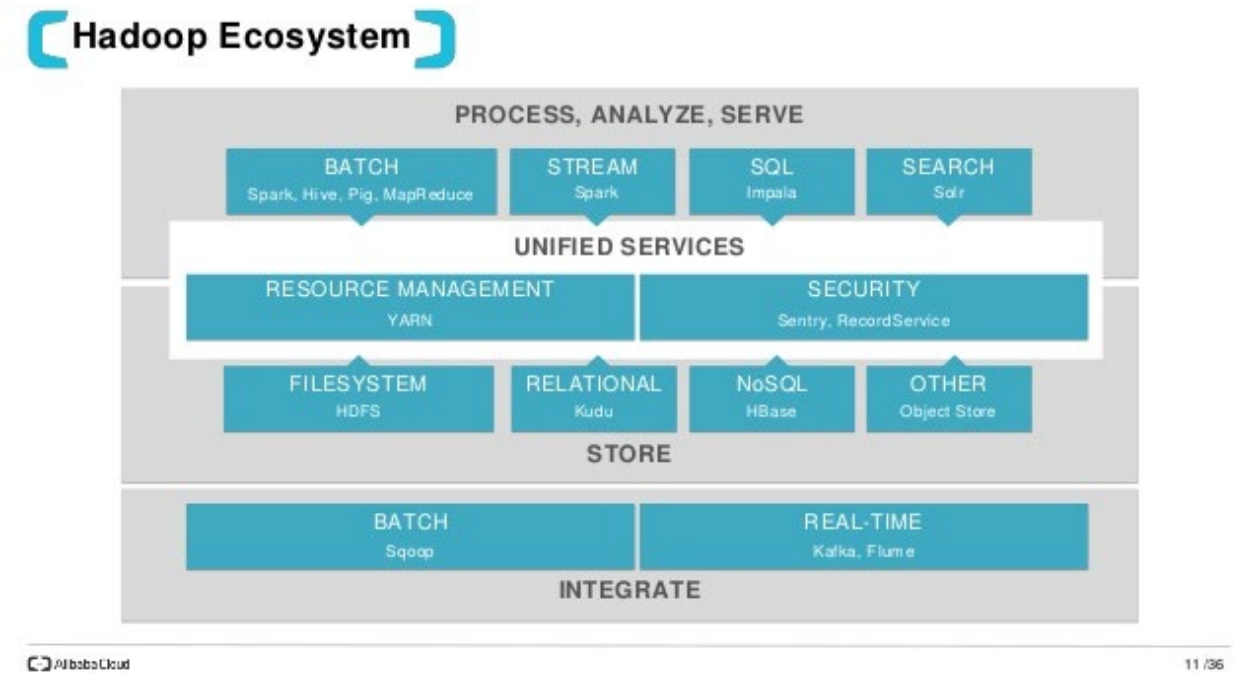 Hadoop Ecosystem
PROCESS, ANALYZE, SERVE
BATCH
Spark, Hive, Pig, MapReduce
STREAM
Spark
SQL
Impala
SEARCH
Solr
UNIFIED SERVICES
RESOURCE MANAGEMENT
YARN
SECURITY
Sentry, RecordService
FILESYSTEM
HDFS
RELATIONAL
Kudu
NoSQL
HBase
OTHER
Object Store
STORE
BATCH
Sqoop
REAL-TIME
Kafka, Flume
INTEGRATE
Alibaba Cloud
11 /36